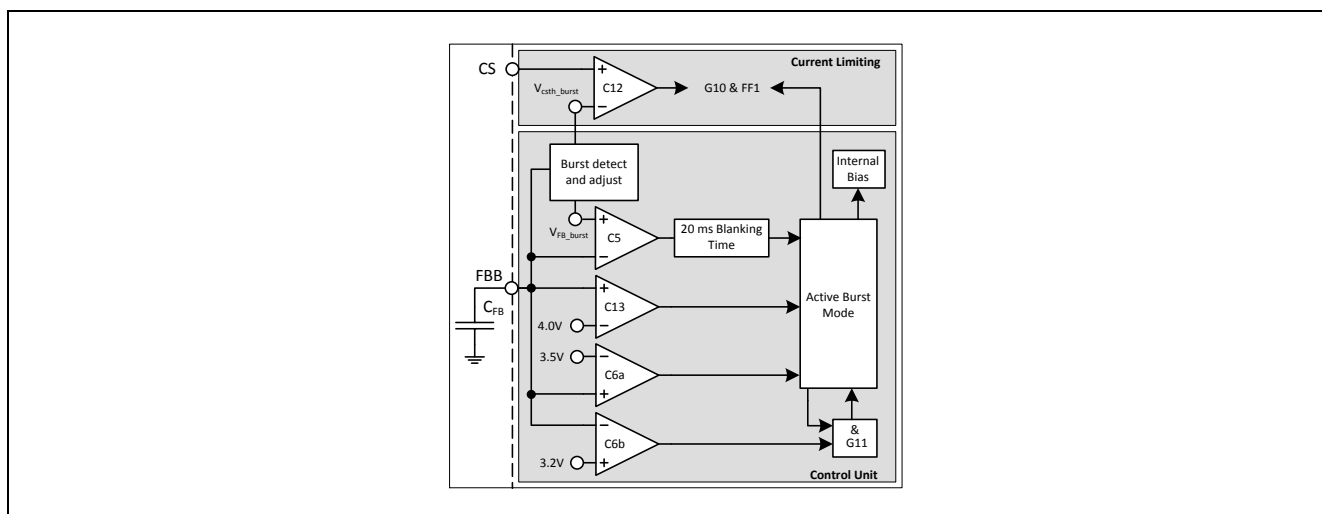 Current Limiting
CS
+
C12
−
V_csth_burst
G10 & FF1
Burst detect
and adjust
Internal
Bias
V_FB_burst
+
C5
−
20 ms Blanking
Time
FBB
C_FB
+
C13
−
4.0V
Active Burst
Mode
3.5V
−
C6a
+
−
C6b
+
3.2V
&
G11
Control Unit